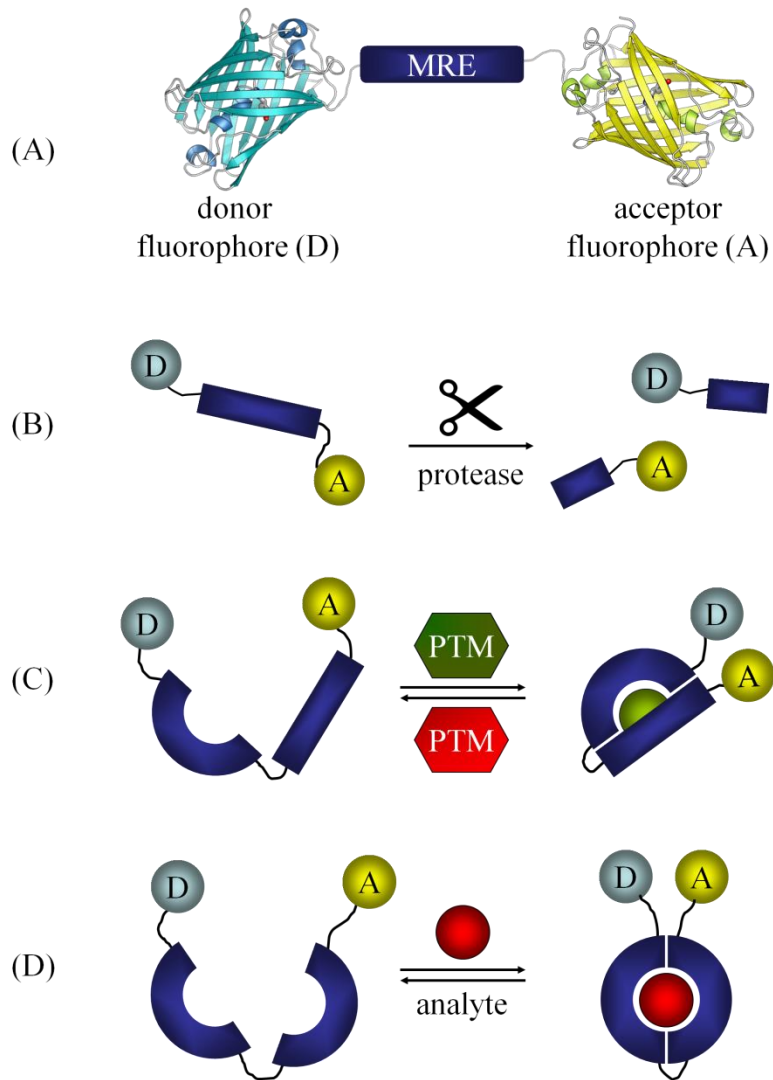 MRE
(A)
donor
fluorophore (D)
acceptor
fluorophore (A)
(B)
D
A
protease
D
A
(C)
D
A
PTM
PTM
D
A
(D)
D
A
analyte
D
A